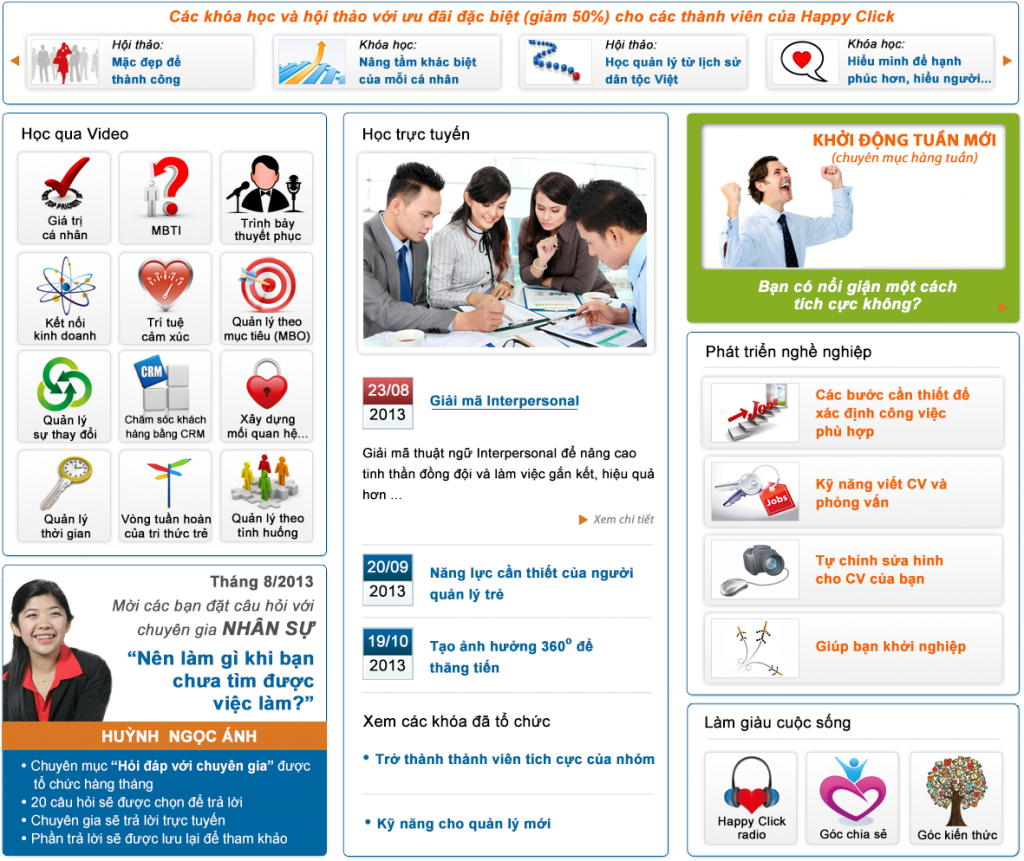 Các khóa học và hội thảo với ưu đãi đặc biệt (giảm 50%) cho các thành viên của Happy Click
Hội thảo:
Mặc đẹp để
thành công
Khóa học:
Nâng tầm khác biệt
của mỗi cá nhân
Hội thảo:
Học quản lý từ lịch sử
dân tộc Việt
Khóa học:
Hiểu mình để hạnh
phúc hơn, hiểu người...
Học qua Video
TOP PRIORITY
Giá trị
cá nhân
MBTI
Trình bày
thuyết phục
Kết nối
kinh doanh
Trí tuệ
cảm xúc
Quản lý theo
mục tiêu (MBO)
Quản lý
sự thay đổi
CRM
Chăm sóc khách
hàng bằng CRM
Xây dựng
mối quan hệ...
Quản lý
thời gian
Vòng tuần hoàn
của tri thức trẻ
Quản lý theo
tình huống
Tháng 8/2013
Mời các bạn đặt câu hỏi với
chuyên gia NHÂN SỰ
“Nên làm gì khi bạn
chưa tìm được
việc làm?”
HUỲNH NGỌC ÁNH
• Chuyên mục “Hỏi đáp với chuyên gia” được
tổ chức hàng tháng
• 20 câu hỏi sẽ được chọn để trả lời
• Chuyên gia sẽ trả lời trực tuyến
• Phần trả lời sẽ được lưu lại để tham khảo
Học trực tuyến
23/08
2013
Giải mã Interpersonal
Giải mã thuật ngữ Interpersonal để nâng cao
tinh thần đồng đội và làm việc gắn kết, hiệu quả
hơn ...
Xem chi tiết
20/09
2013
Năng lực cần thiết của người
quản lý trẻ
19/10
2013
Tạo ảnh hưởng 360º để
thăng tiến
Xem các khóa đã tổ chức
• Trở thành thành viên tích cực của nhóm
• Kỹ năng cho quản lý mới
KHỞI ĐỘNG TUẦN MỚI
(chuyên mục hàng tuần)
Bạn có nổi giận một cách
tích cực không?
Phát triển nghề nghiệp
Jobs
Các bước cần thiết để
xác định công việc
phù hợp
Jobs
Kỹ năng viết CV và
phỏng vấn
Tự chỉnh sửa hình
cho CV của bạn
Giúp bạn khởi nghiệp
Làm giàu cuộc sống
Happy Click
radio
Góc chia sẻ
Góc kiến thức